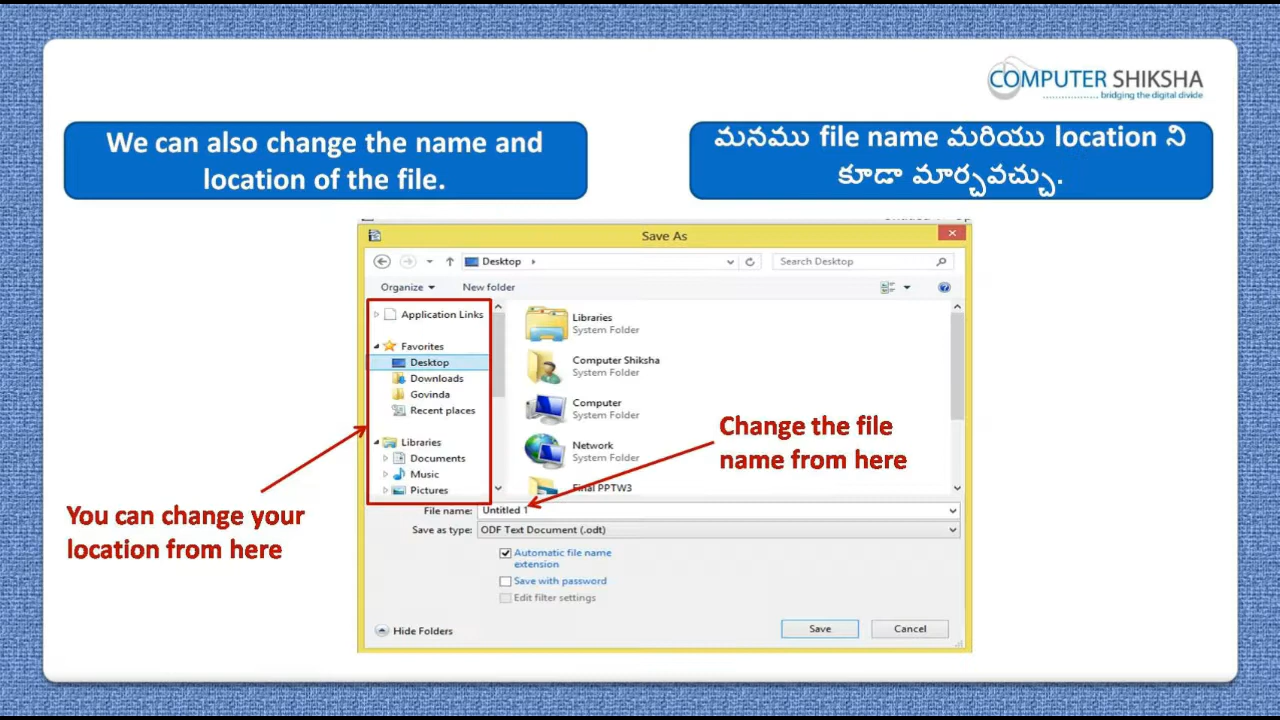 COMPUTER SHIKSHA
bridging the digital divide
We can also change the name and
location of the file.
మనము file name మరియు location ని
కూడా మార్చవచ్చు.
Save As
Desktop
Search Desktop
Organize
New folder
Application Links
Favorites
Desktop
Downloads
Govinda
Recent places
Libraries
Documents
Music
Pictures
Libraries
System Folder
Computer Shiksha
System Folder
Computer
System Folder
Network
System Folder
Final PPTW3
Change the file
name from here
You can change your
location from here
File name: Untitled 1
Save as type: ODF Text Document (.odt)
Automatic file name
extension
Save with password
Edit filter settings
Hide Folders
Save
Cancel